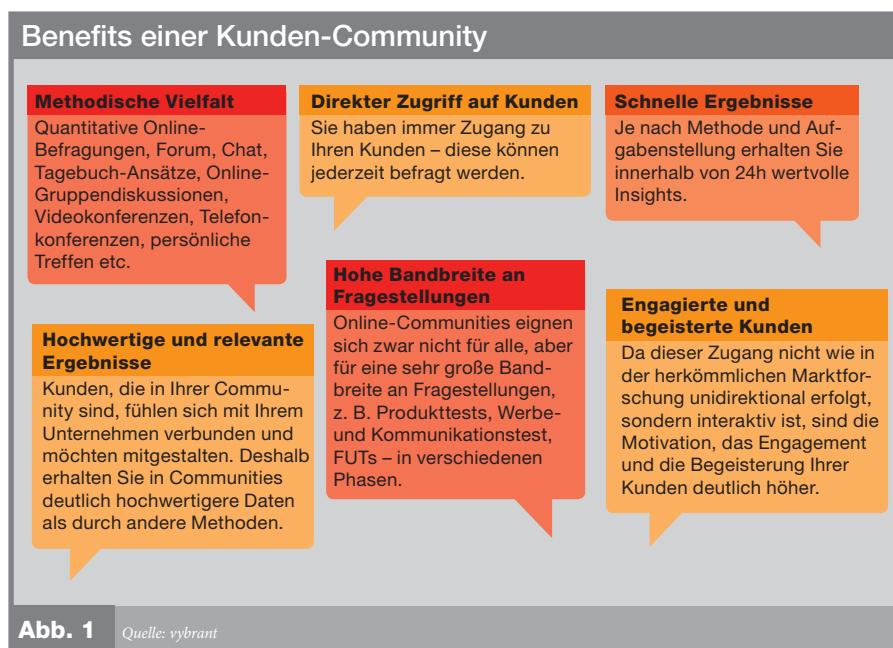 Benefits einer Kunden-Community
Methodische Vielfalt
Quantitative Online-
Befragungen, Forum, Chat,
Tagebuch-Ansätze, Online-
Gruppendiskussionen,
Videokonferenzen, Telefon-
konferenzen, persönliche
Treffen etc.
Direkter Zugriff auf Kunden
Sie haben immer Zugang zu
Ihren Kunden – diese können
jederzeit befragt werden.
Schnelle Ergebnisse
Je nach Methode und Auf-
gabenstellung erhalten Sie
innerhalb von 24h wertvolle
Insights.
Hochwertige und relevante
Ergebnisse
Kunden, die in Ihrer Commu-
nity sind, fühlen sich mit Ihrem
Unternehmen verbunden und
möchten mitgestalten. Deshalb
erhalten Sie in Communities
deutlich hochwertigere Daten
als durch andere Methoden.
Hohe Bandbreite an
Fragestellungen
Online-Communities eignen
sich zwar nicht für alle, aber
für eine sehr große Band-
breite an Fragestellungen,
z. B. Produkttests, Werbe-
und Kommunikationstest,
FUTs – in verschiedenen
Phasen.
Engagierte und
begeisterte Kunden
Da dieser Zugang nicht wie in
der herkömmlichen Marktfor-
schung unidirektional erfolgt,
sondern interaktiv ist, sind die
Motivation, das Engagement
und die Begeisterung Ihrer
Kunden deutlich höher.
Abb. 1 Quelle: vybrant